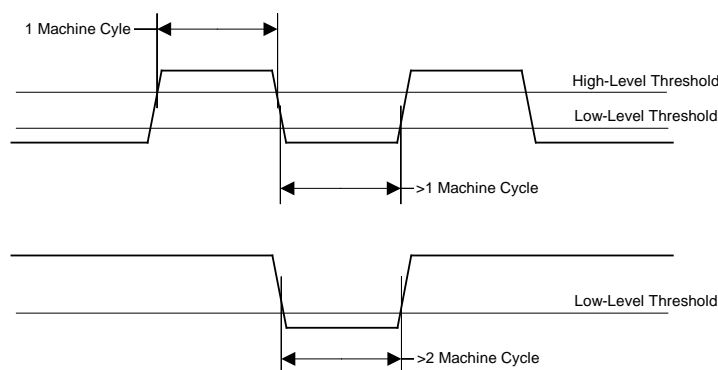 1 Machine Cyle
High-Level Threshold
Low-Level Threshold
>1 Machine Cycle
Low-Level Threshold
>2 Machine Cycle